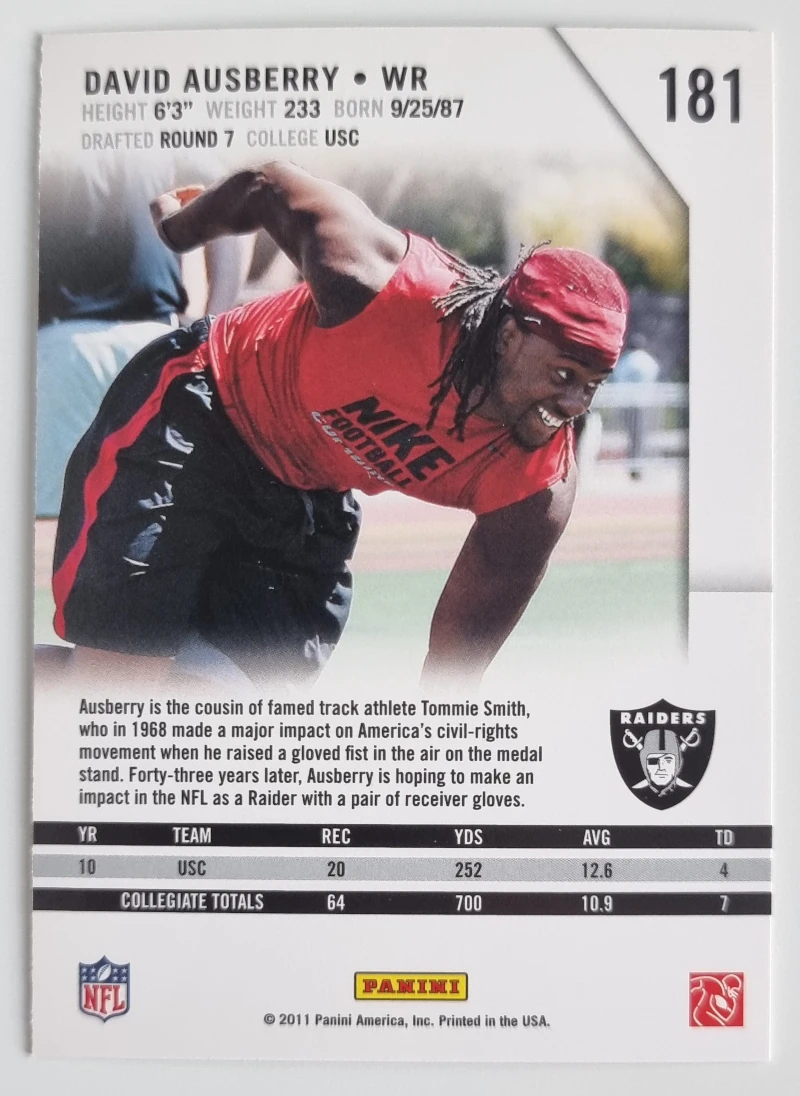 DAVID AUSBERRY • WR
181
HEIGHT 6'3" WEIGHT 233 BORN 9/25/87
DRAFTED ROUND 7 COLLEGE USC
NIKE
FOOTBALL
Ausberry is the cousin of famed track athlete Tommie Smith,
who in 1968 made a major impact on America's civil-rights
movement when he raised a gloved fist in the air on the medal
stand. Forty-three years later, Ausberry is hoping to make an
impact in the NFL as a Raider with a pair of receiver gloves.
RAIDERS
YR TEAM REC YDS AVG TD
10 USC 20 252 12.6 4
COLLEGIATE TOTALS 64 700 10.9 7
NFL
PANINI
© 2011 Panini America, Inc. Printed in the USA.